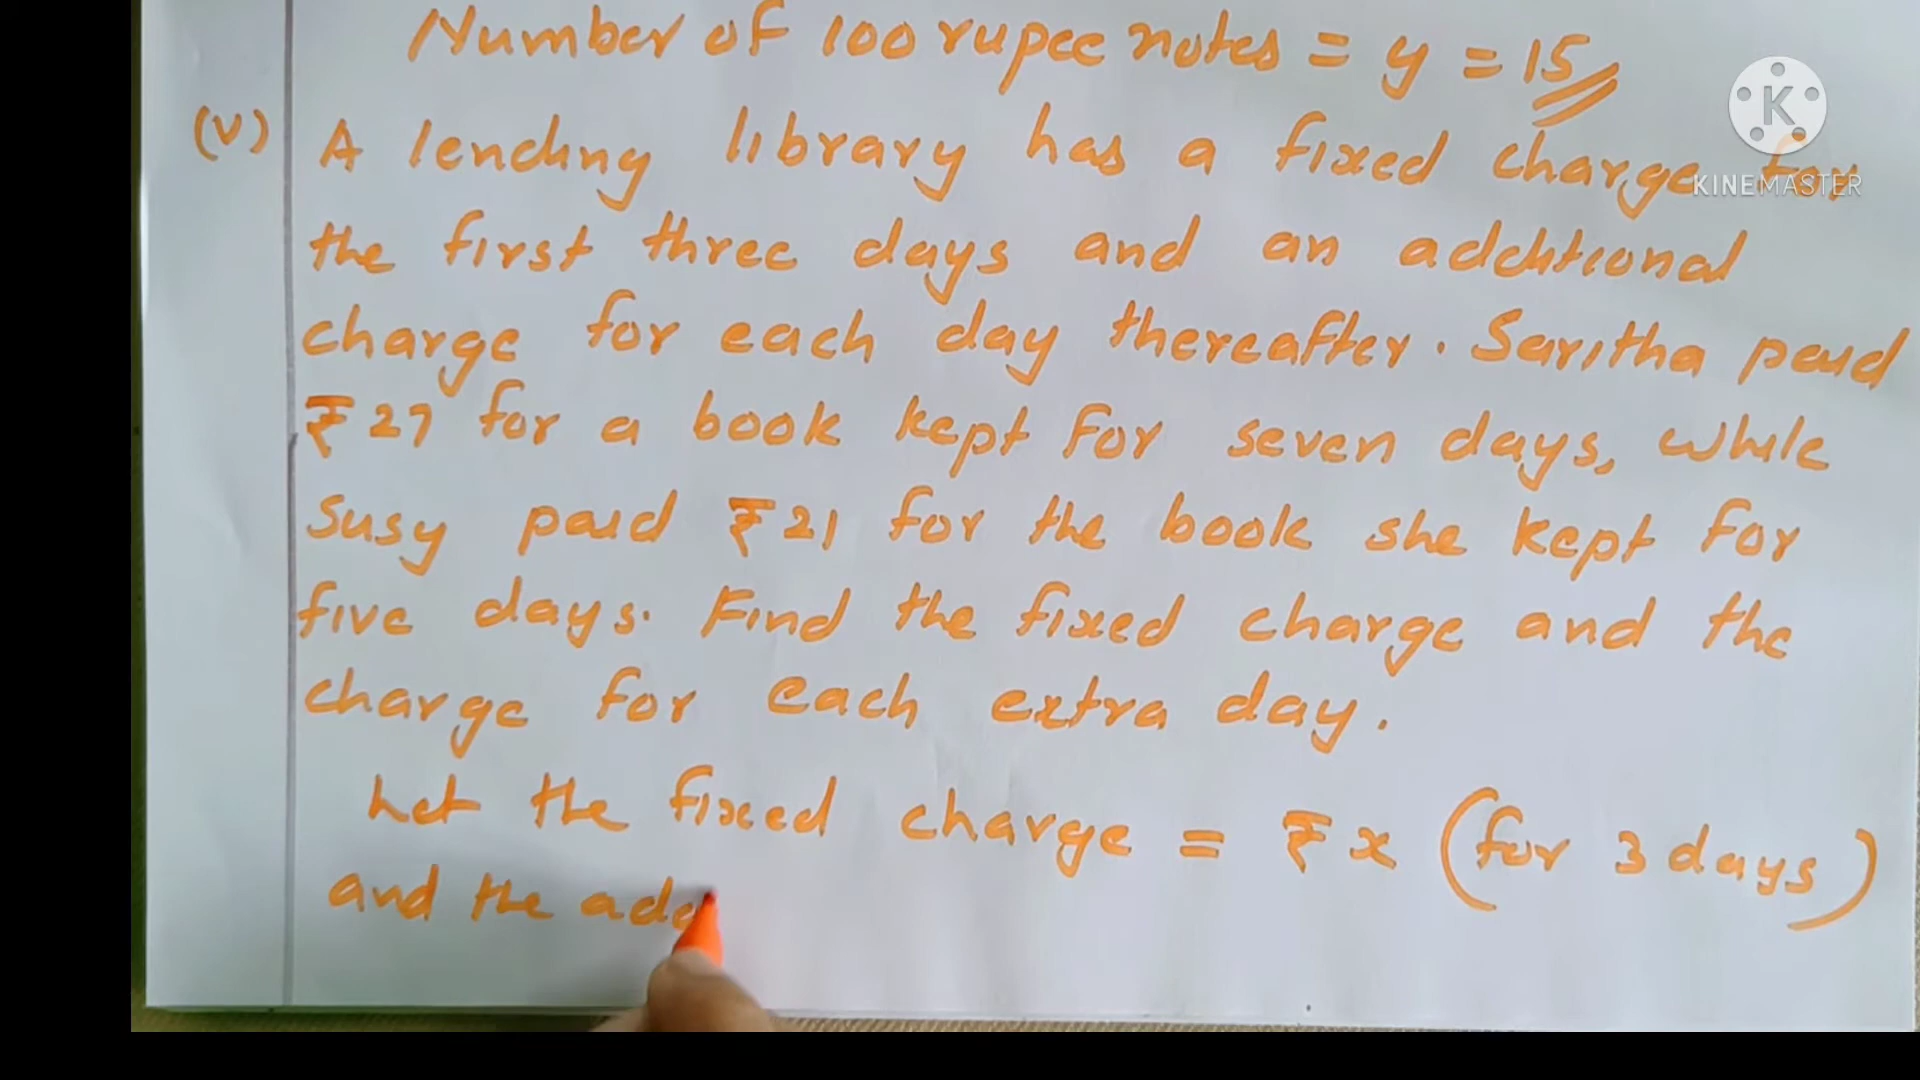 Number of 100 rupee notes = y = 15
(v) A lending library has a fixed charge for
the first three days and an additional
charge for each day thereafter. Saritha paid
₹27 for a book kept for seven days, while
Susy paid ₹21 for the book she kept for
five days. Find the fixed charge and the
charge for each extra day.
Let the fixed charge = ₹x (for 3 days)
and the add
K
KINEMASTER